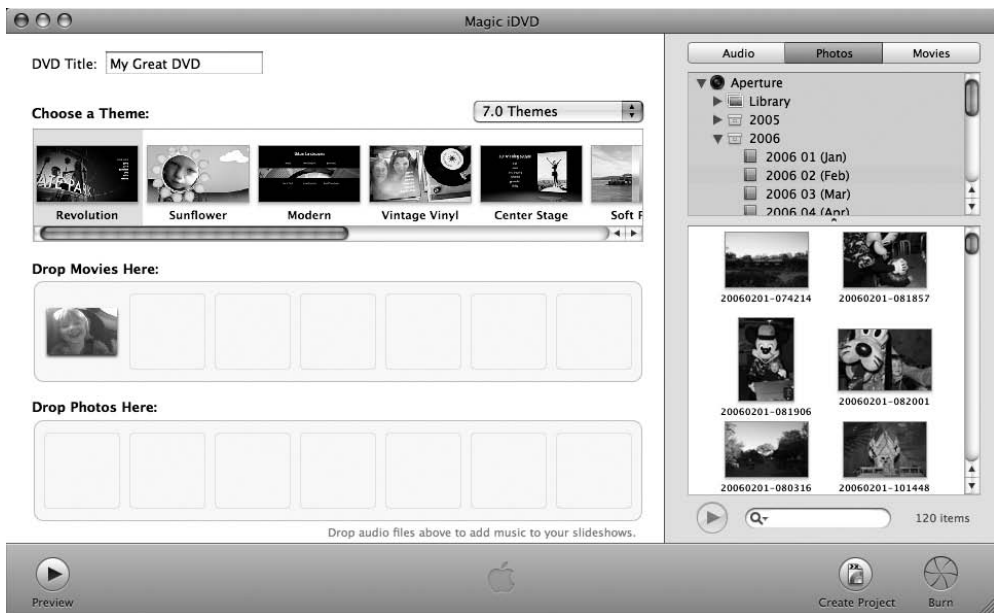 Magic iDVD
DVD Title: My Great DVD
Choose a Theme:
7.0 Themes
Revolution
Sunflower
Modern
Vintage Vinyl
Center Stage
Soft F
Drop Movies Here:
Drop Photos Here:
Drop audio files above to add music to your slideshows.
Audio
Photos
Movies
Aperture
Library
2005
2006
2006 01 (Jan)
2006 02 (Feb)
2006 03 (Mar)
2006 04 (Apr)
20060201-074214
20060201-081857
20060201-081906
20060201-082001
20060201-080316
20060201-101448
120 items
Preview
Create Project
Burn